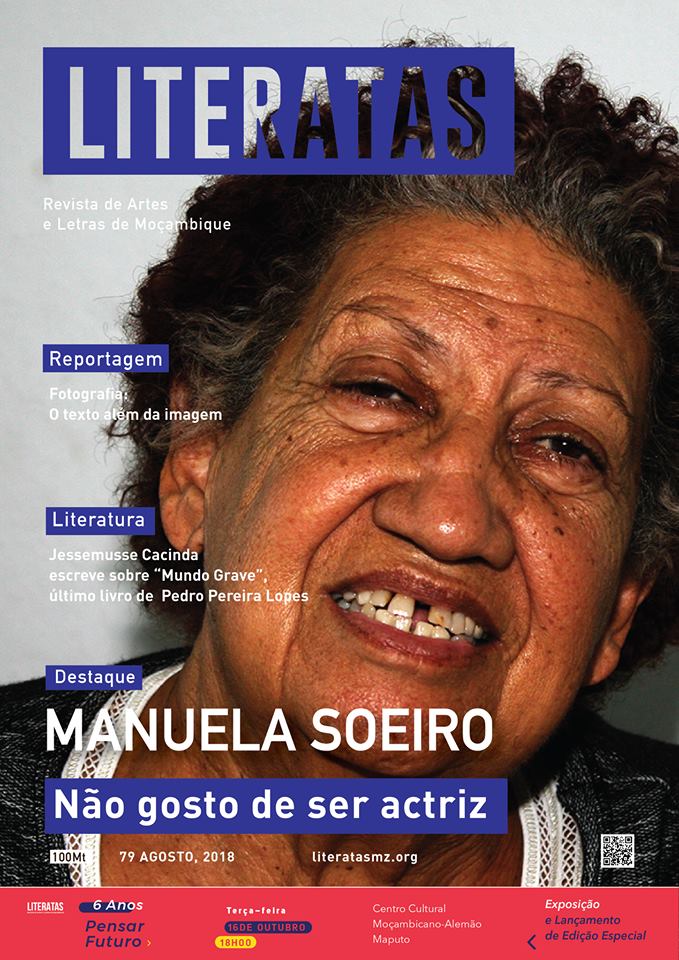 LITERATAS
Revista de Artes
e Letras de Moçambique
Reportagem
Fotografia:
O texto além da imagem
Literatura
Jessemusse Cacinda
escreve sobre “Mundo Grave”,
último livro de Pedro Pereira Lopes
Destaque
MANUELA SOEIRO
Não gosto de ser actriz
100Mt
79 AGOSTO, 2018
literatasmz.org
LITERATAS
6 Anos
Pensar
Futuro ›
Terça-feira
16DE OUTUBRO
18H00
Centro Cultural
Moçambicano-Alemão
Maputo
Exposição
e Lançamento
de Edição Especial